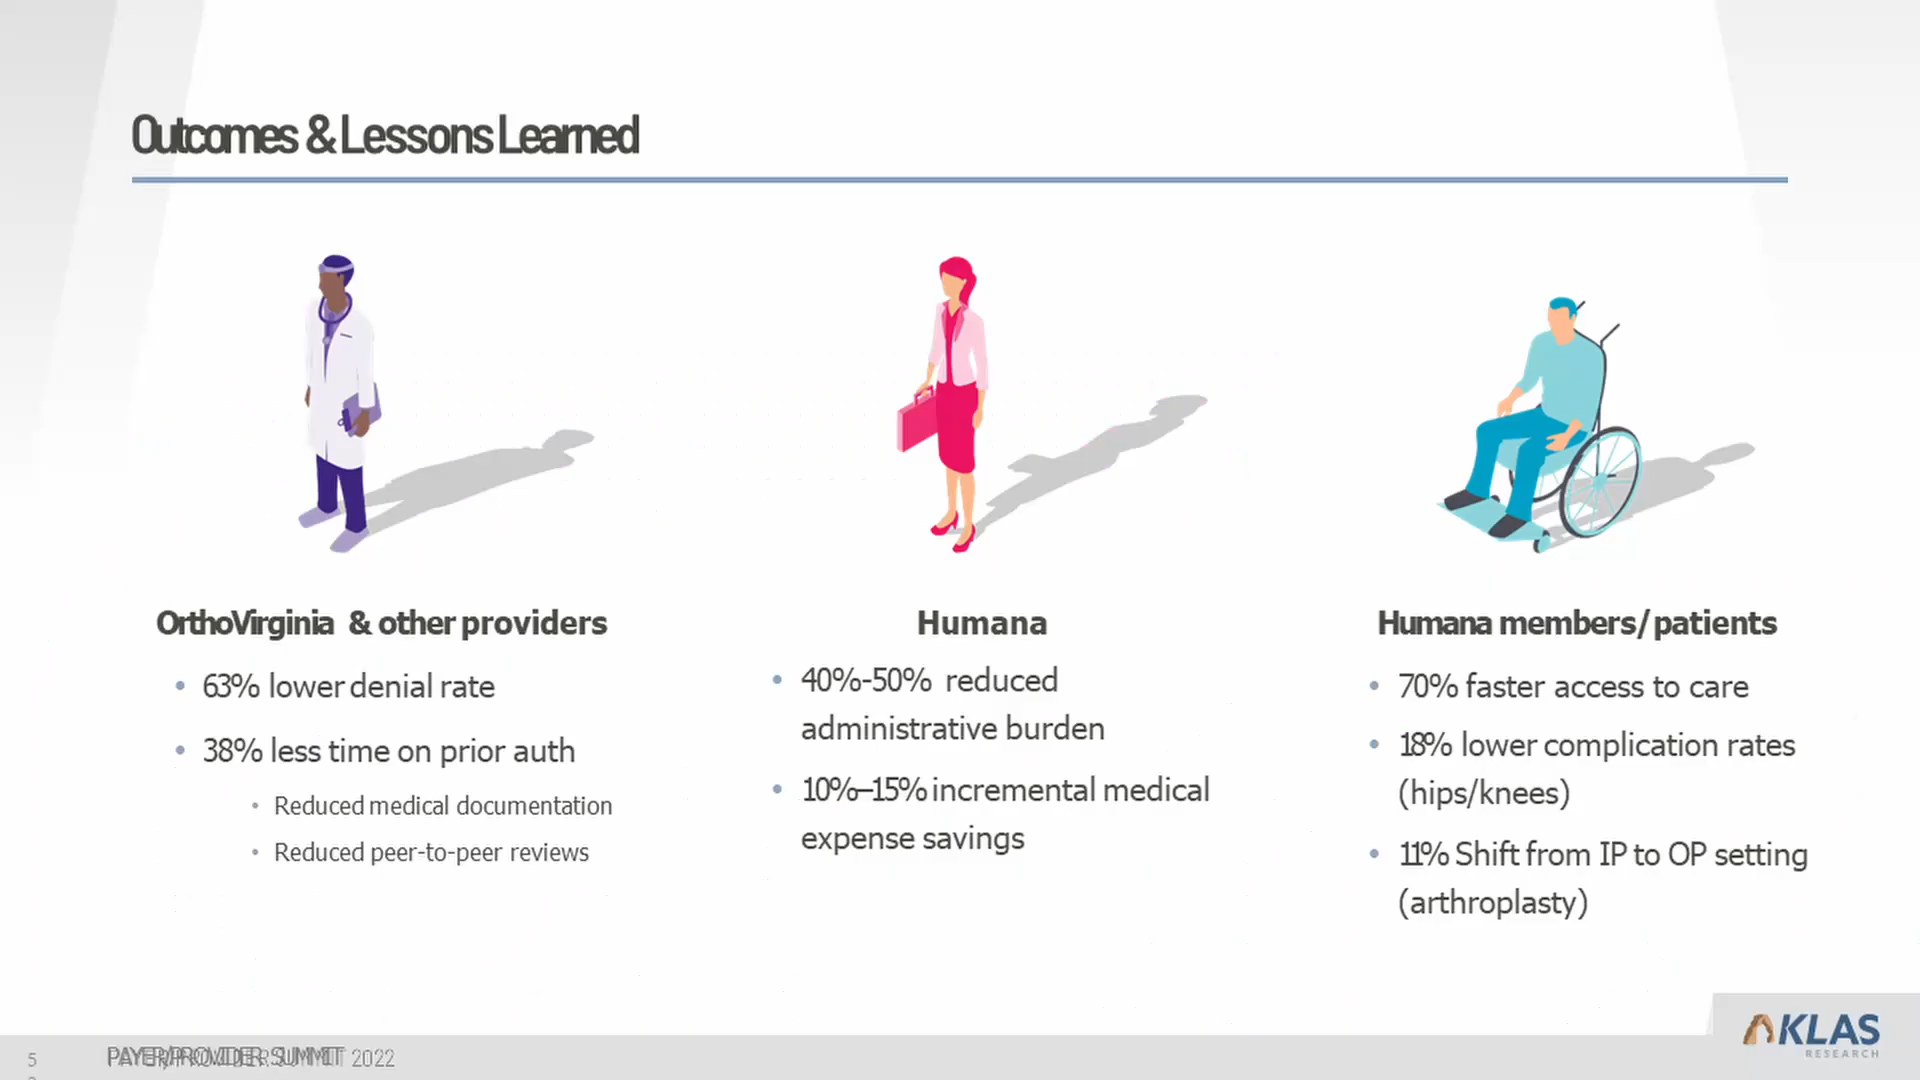 Outcomes & Lessons Learned
OrthoVirginia & other providers
• 63% lower denial rate
• 38% less time on prior auth
• Reduced medical documentation
• Reduced peer-to-peer reviews
Humana
• 40%-50% reduced
administrative burden
• 10%–15% incremental medical
expense savings
Humana members/patients
• 70% faster access to care
• 18% lower complication rates
(hips/knees)
• 11% Shift from IP to OP setting
(arthroplasty)
5
PAYER/PROVIDER SUMMIT 2022
KLAS
RESEARCH